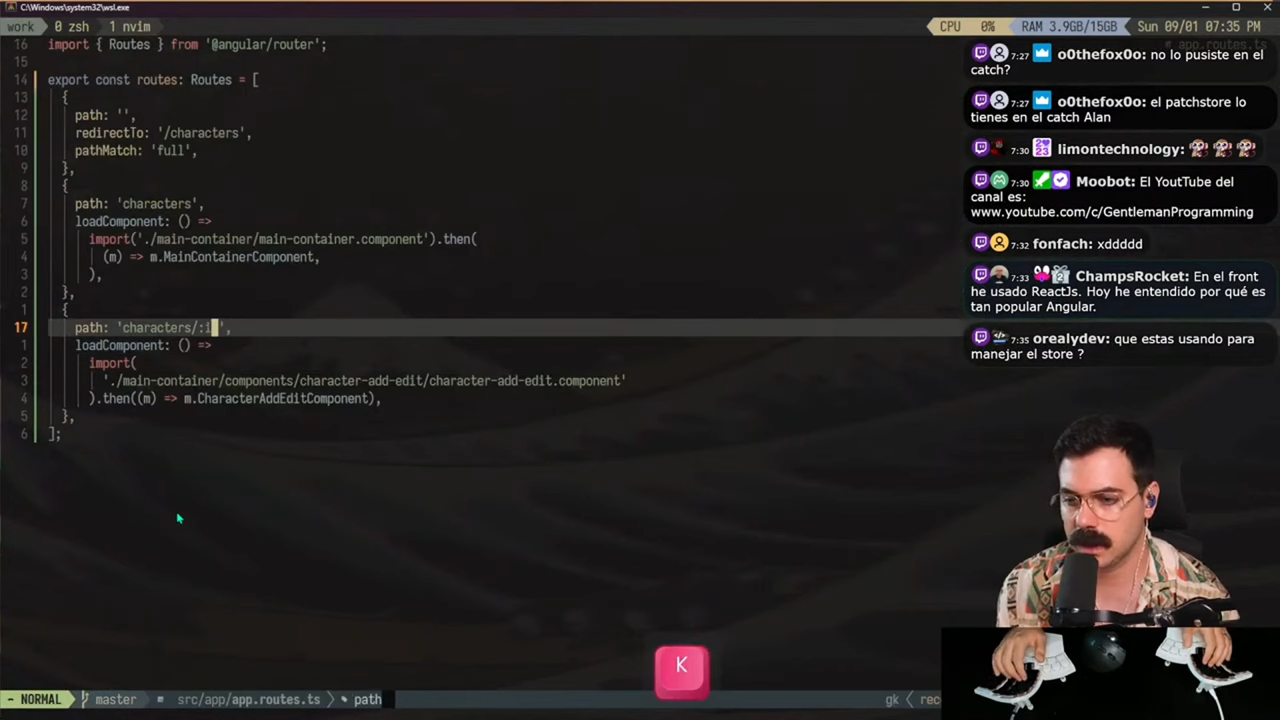 C:\Windows\system32\wsl.exe
work 0 zsh 1 nvim
CPU 0% RAM 3.9GB/15GB Sun 09/01 07:35 PM
app.routes.ts
16 import { Routes } from '@angular/router';
15
14 export const routes: Routes = [
13 {
12 path: '',
11 redirectTo: '/characters',
10 pathMatch: 'full',
9 },
8 {
7 path: 'characters',
6 loadComponent: () =>
5 import('./main-container/main-container.component').then(
4 (m) => m.MainContainerComponent,
3 ),
2 },
1 {
17 path: 'characters/:i ',
1 loadComponent: () =>
2 import(
3 './main-container/components/character-add-edit/character-add-edit.component'
4 ).then((m) => m.CharacterAddEditComponent),
5 },
6 ];
7:27 o0thefox0o: no lo pusiste en el
catch?
7:27 o0thefox0o: el patchstore lo
tienes en el catch Alan
7:30 limontechnology:
7:30 Moobot: El YoutTube del
canal es:
www.youtube.com/c/GentlemanProgramming
7:32 fonfach: xddddd
7:33 ChampsRocket: En el front
he usado ReactJs. Hoy he entendido por qué es
tan popular Angular.
7:35 orealydev: que estas usando para
manejar el store ?
K
- NORMAL master src/app/app.routes.ts path gk rec